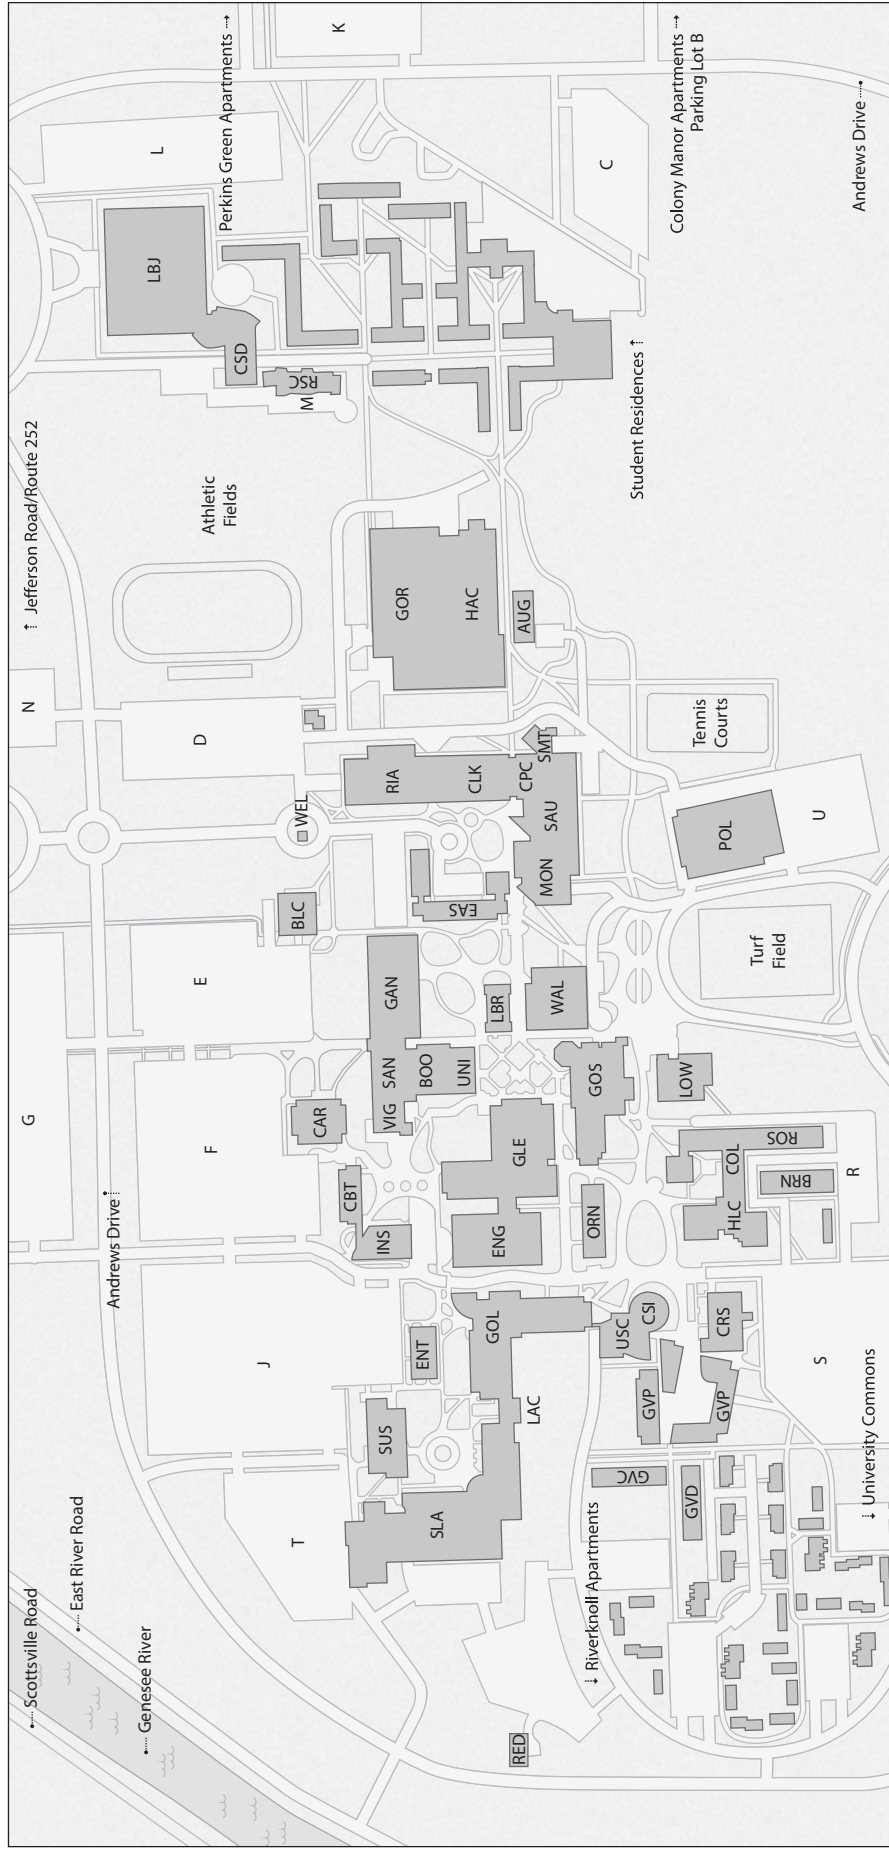 Scottsville Road
East River Road
Genesee River
Andrews Drive
Jefferson Road/Route 252
G
N
T
J
F
E
D
Athletic
Fields
LBJ
L
Perkins Green Apartments
CSD
RSC
M
K
CAR
BLC
WEL
CBT
INS
SUS
ENT
SLA
VIG
SAN
GAN
BOO
UNI
RIA
GOR
HAC
CLK
EAS
GOL
ENG
GLE
LBR
CPC
SMT
AUG
RED
LAC
MON
SAU
WAL
ORN
GOS
Riverknoll Apartments
GVC
GVP
USC
CSI
LOW
Student Residences
C
Colony Manor Apartments
Parking Lot B
GVD
GVP
CRS
HLC
COL
ROS
BRN
POL
Tennis
Courts
Turf
Field
S
R
U
University Commons
Andrews Drive